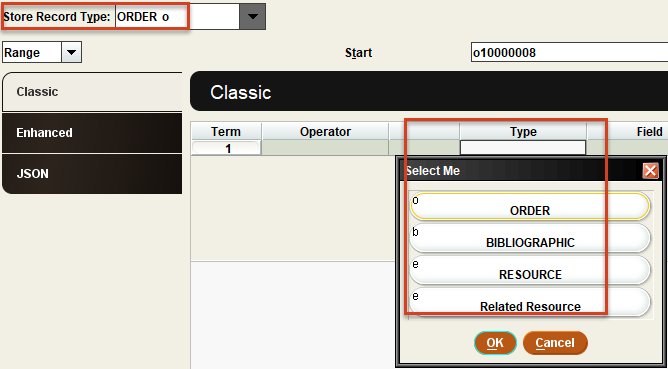 Store Record Type: ORDER o
Range Start o10000008
Classic
Classic
Enhanced
JSON
Term Operator Type Field
1
Select Me
o ORDER
b BIBLIOGRAPHIC
e RESOURCE
e Related Resource
OK Cancel